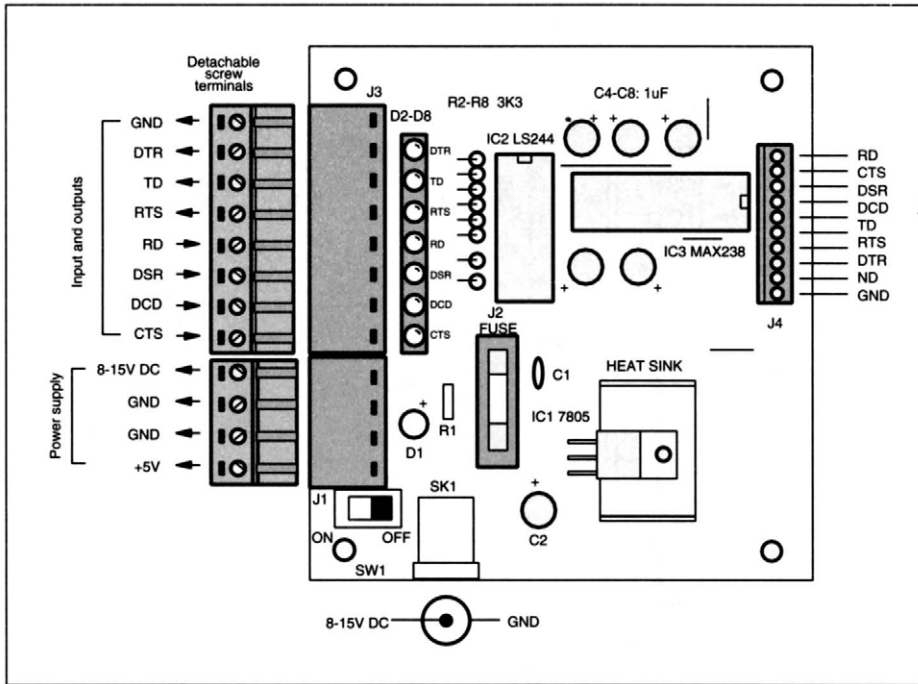 Detachable
screw
terminals
Input and outputs
GND
DTR
TD
RTS
RD
DSR
DCD
CTS
Power supply
8-15V DC
GND
GND
+5V
J3
D2-D8
DTR
TD
RTS
RD
DSR
DCD
CTS
R2-R8 3K3
IC2 LS244
C4-C8: 1uF
+ + +
IC3 MAX238
+ +
RD
CTS
DSR
DCD
TD
RTS
DTR
ND
GND
J4
J2
FUSE
C1
HEAT SINK
IC1 7805
+
R1
D1
J1
SK1
+
C2
ON
OFF
SW1
8-15V DC
GND